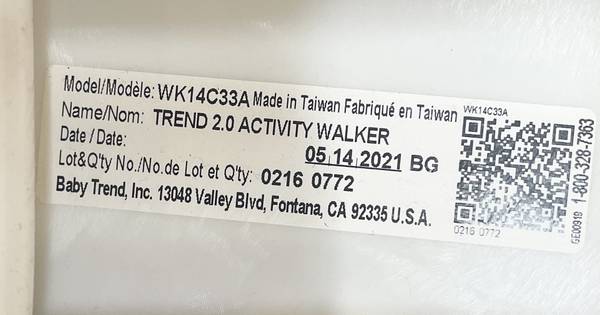 Model/Modèle: WK14C33A Made in Taiwan Fabriqué en Taiwan
Name/Nom: TREND 2.0 ACTIVITY WALKER
Date / Date: 05 14 2021 BG
Lot&Q'ty No./No.de Lot et Q'ty: 0216 0772
Baby Trend, Inc. 13048 Valley Blvd, Fontana, CA 92335 U.S.A.
WK14C33A
0216 0772
GE00919
1-800-328-7363